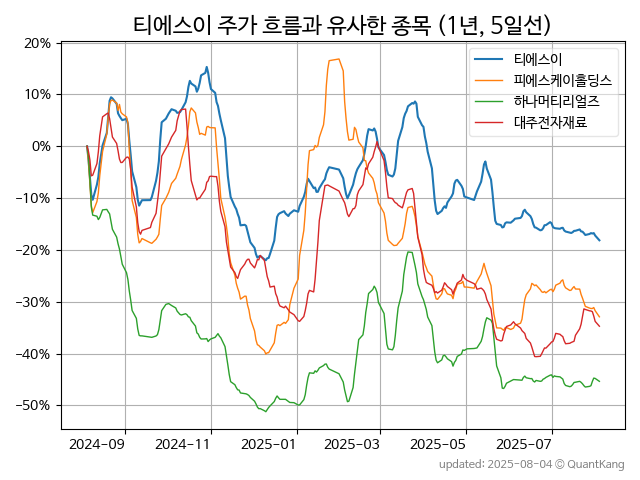 티에스이 주가 흐름과 유사한 종목 (1년, 5일선)
티에스이
피에스케이홀딩스
하나머티리얼즈
대주전자재료
20%
10%
0%
-10%
-20%
-30%
-40%
-50%
2024-09 2024-11 2025-01 2025-03 2025-05 2025-07
updated: 2025-08-04 © QuantKang